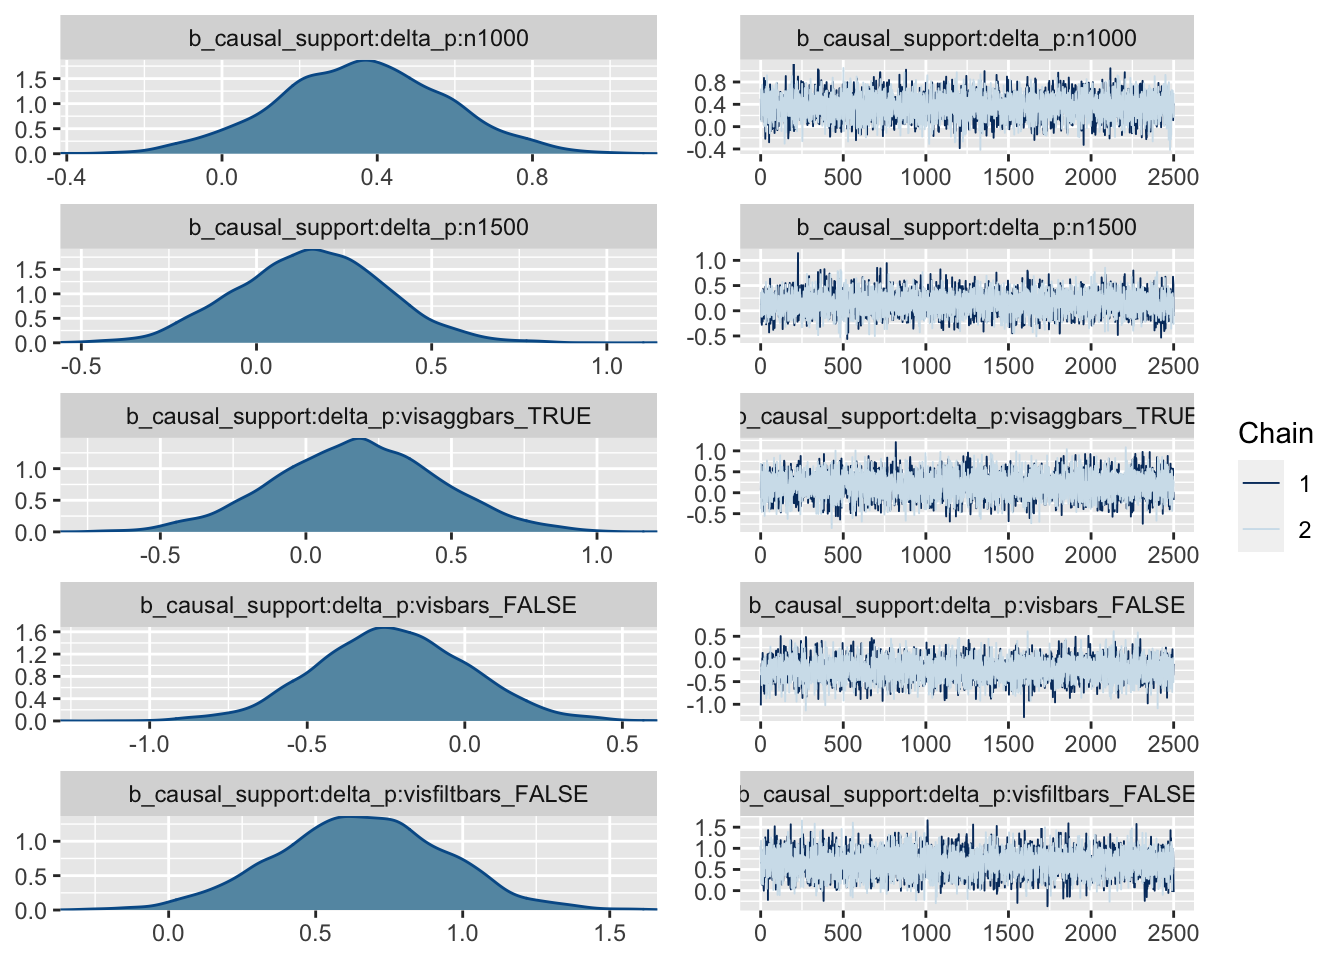 b_causal_support:delta_p:n1000
1.5
1.0
0.5
0.0
-0.4 0.0 0.4 0.8
b_causal_support:delta_p:n1000
0.8
0.4
0.0
-0.4
0 500 1000 1500 2000 2500
b_causal_support:delta_p:n1500
1.5
1.0
0.5
0.0
-0.5 0.0 0.5 1.0
b_causal_support:delta_p:n1500
1.0
0.5
0.0
-0.5
0 500 1000 1500 2000 2500
b_causal_support:delta_p:visaggbars_TRUE
1.0
0.5
0.0
-0.5 0.0 0.5 1.0
b_causal_support:delta_p:visaggbars_TRUE
1.0
0.5
0.0
-0.5
0 500 1000 1500 2000 2500
b_causal_support:delta_p:visbars_FALSE
1.6
1.2
0.8
0.4
0.0
-1.0 -0.5 0.0 0.5
b_causal_support:delta_p:visbars_FALSE
0.5
0.0
-0.5
-1.0
0 500 1000 1500 2000 2500
b_causal_support:delta_p:visfiltbars_FALSE
1.0
0.5
0.0
0.0 0.5 1.0 1.5
b_causal_support:delta_p:visfiltbars_FALSE
1.5
1.0
0.5
0.0
0 500 1000 1500 2000 2500
Chain
1
2